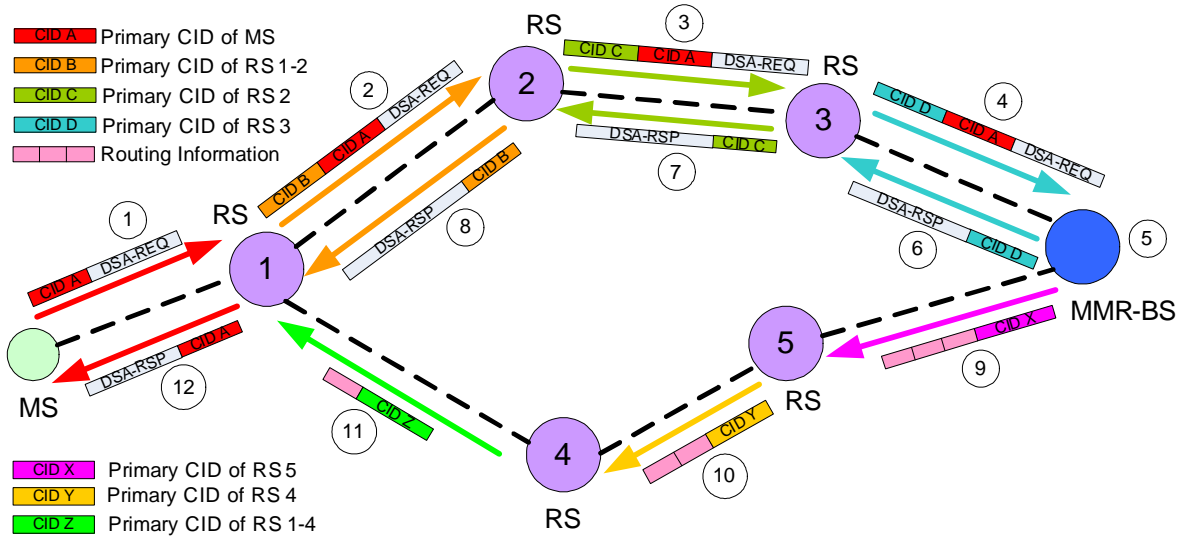 CID A Primary CID of MS
CID B Primary CID of RS 1-2
CID C Primary CID of RS 2
CID D Primary CID of RS 3
Routing Information
RS
2
3
CID C CID A DSA-REQ
RS
3
4
CID D CID A DSA-REQ
2
CID B CID A DSA-REQ
DSA-RSP CID C
7
DSA-RSP CID B
8
DSA-RSP CID D
6
5
MMR-BS
1
CID A DSA-REQ
RS
1
DSA-RSP CID A
12
MS
CID X
9
5
RS
CID Y
10
CID Z
11
4
RS
CID X Primary CID of RS 5
CID Y Primary CID of RS 4
CID Z Primary CID of RS 1-4